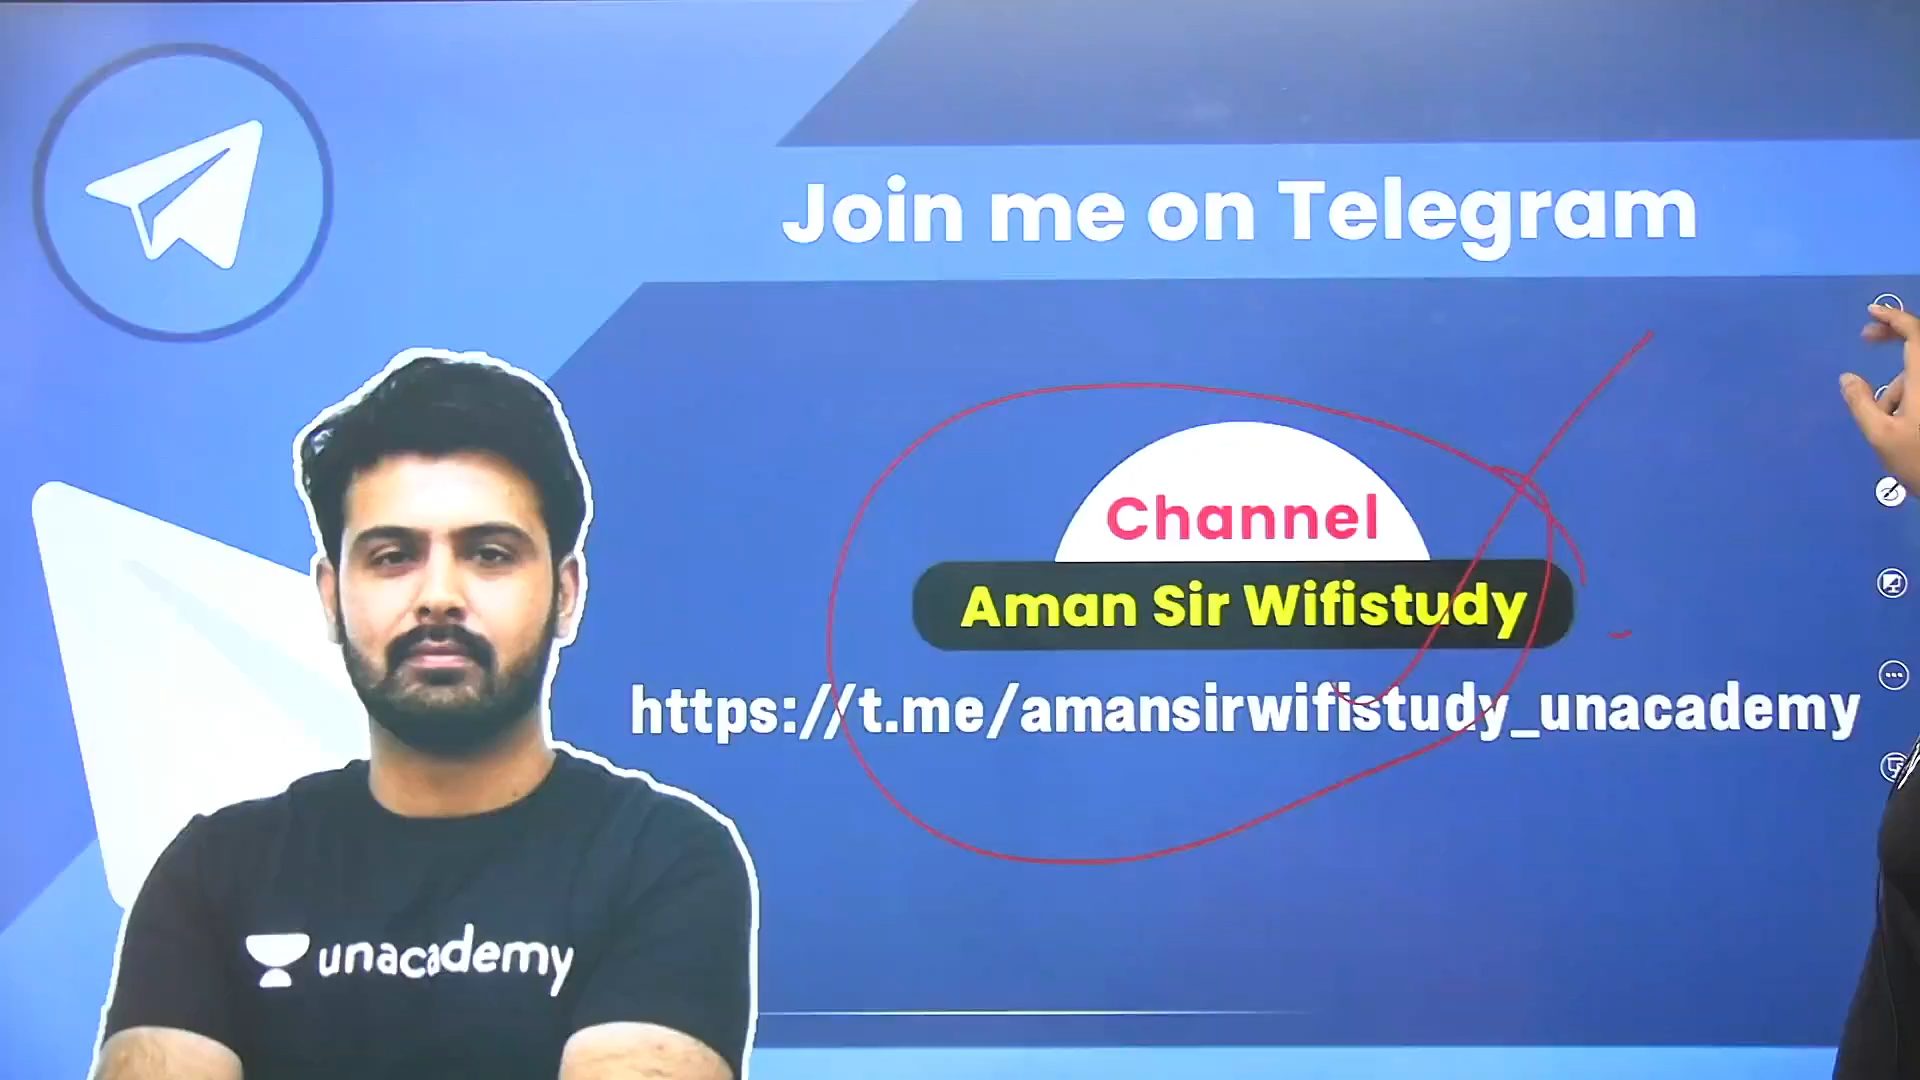 Join me on Telegram
Channel
Aman Sir Wifistudy
https://t.me/amansirwifistudy_unacademy
unacademy